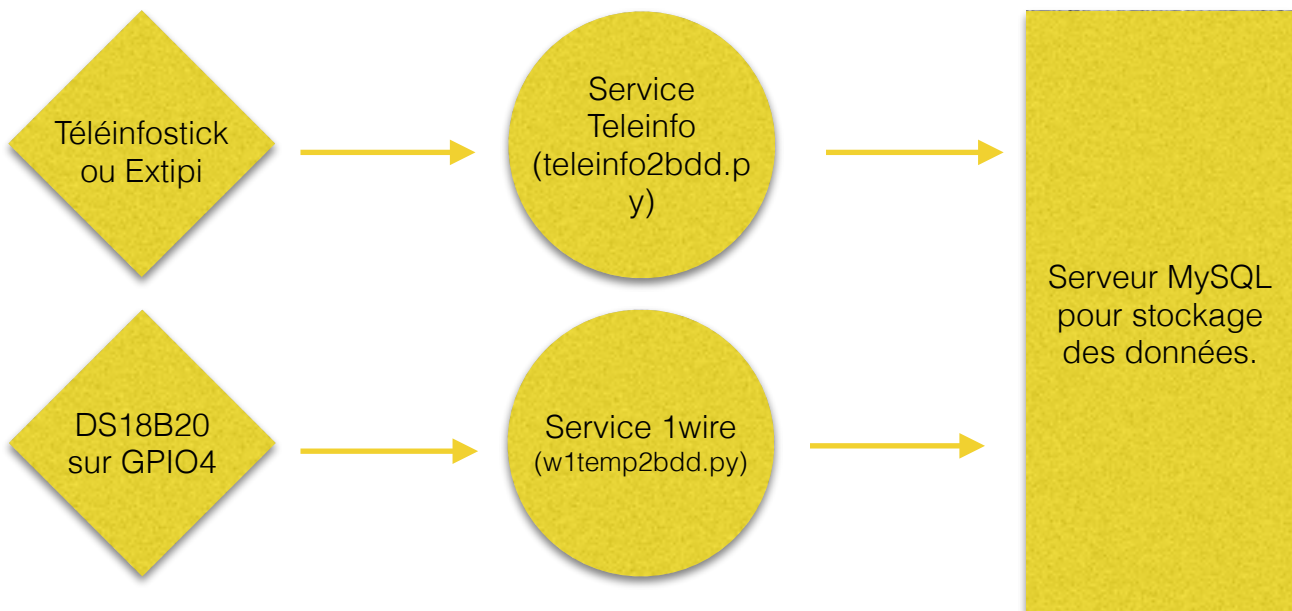 Téléinfostick
ou Extipi
Service
Teleinfo
(teleinfo2bdd.p
y)
Serveur MySQL
pour stockage
des données.
DS18B20
sur GPIO4
Service 1wire
(w1temp2bdd.py)